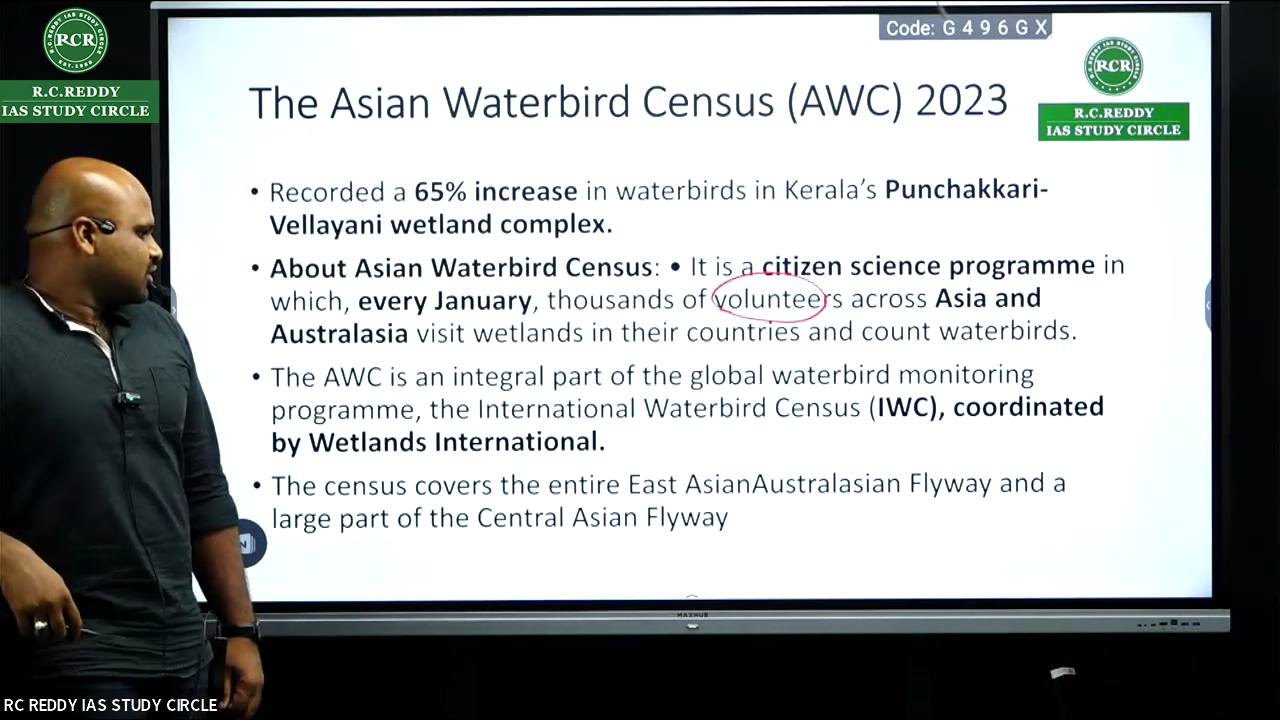 Code: G 4 9 6 G X
RCR
EST. 1986
R.C.REDDY
IAS STUDY CIRCLE
RCR
R.C.REDDY
IAS STUDY CIRCLE
The Asian Waterbird Census (AWC) 2023
• Recorded a 65% increase in waterbirds in Kerala’s Punchakkari-
Vellayani wetland complex.
• About Asian Waterbird Census: • It is a citizen science programme in
which, every January, thousands of volunteers across Asia and
Australasia visit wetlands in their countries and count waterbirds.
• The AWC is an integral part of the global waterbird monitoring
programme, the International Waterbird Census (IWC), coordinated
by Wetlands International.
• The census covers the entire East AsianAustralasian Flyway and a
large part of the Central Asian Flyway
MAXHUB
RC REDDY IAS STUDY CIRCLE